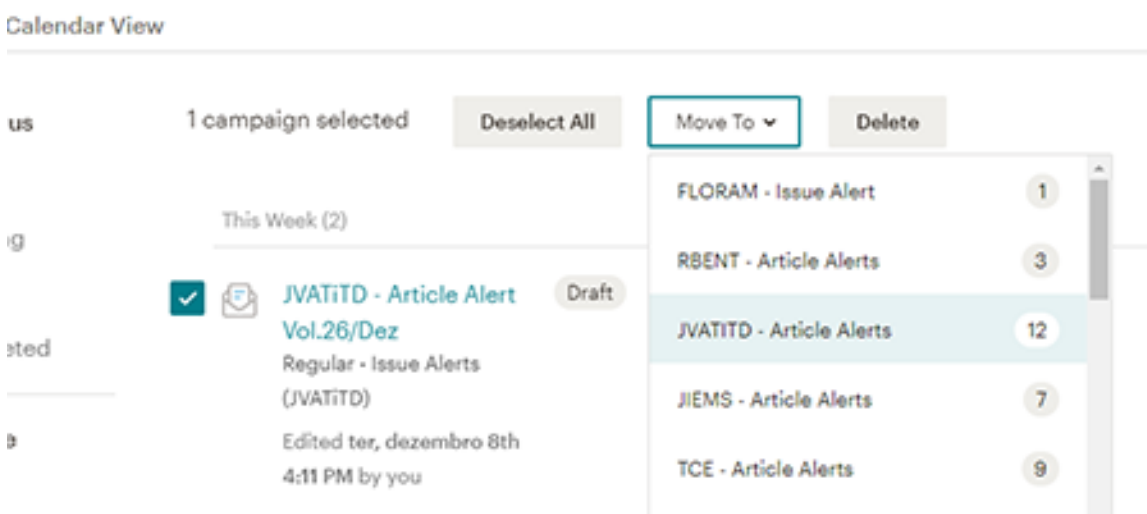 Calendar View
us
1 campaign selected
Deselect All
Move To
Delete
FLORAM - Issue Alert 1
RBENT - Article Alerts 3
JVATITD - Article Alerts 12
JIEMS - Article Alerts 7
TCE - Article Alerts 9
This Week (2)
JVATiTD - Article Alert
Vol.26/Dez
Draft
Regular - Issue Alerts
(JVATiTD)
Edited ter, dezembro 8th
4:11 PM by you
eted